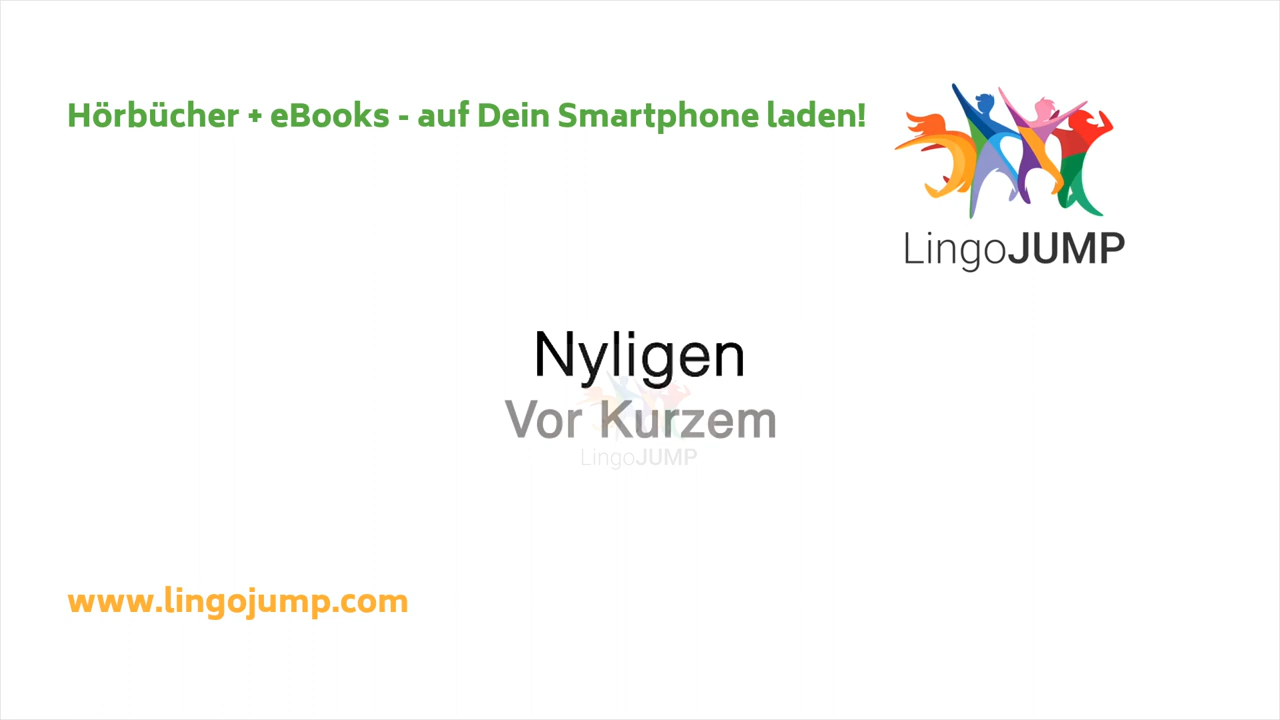 Hörbücher + eBooks - auf Dein Smartphone laden!
LingoJUMP
Nyligen
Vor Kurzem
LingoJUMP
www.lingojump.com